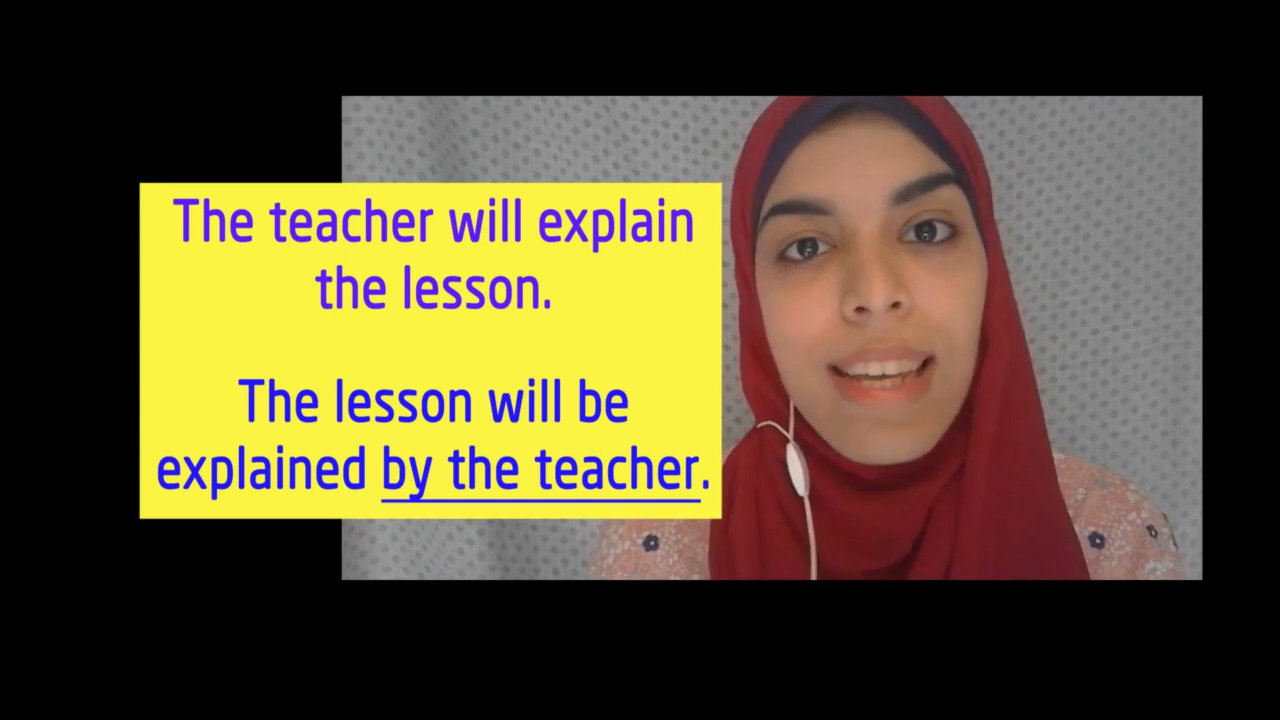 The teacher will explain
the lesson.
The lesson will be
explained by the teacher.